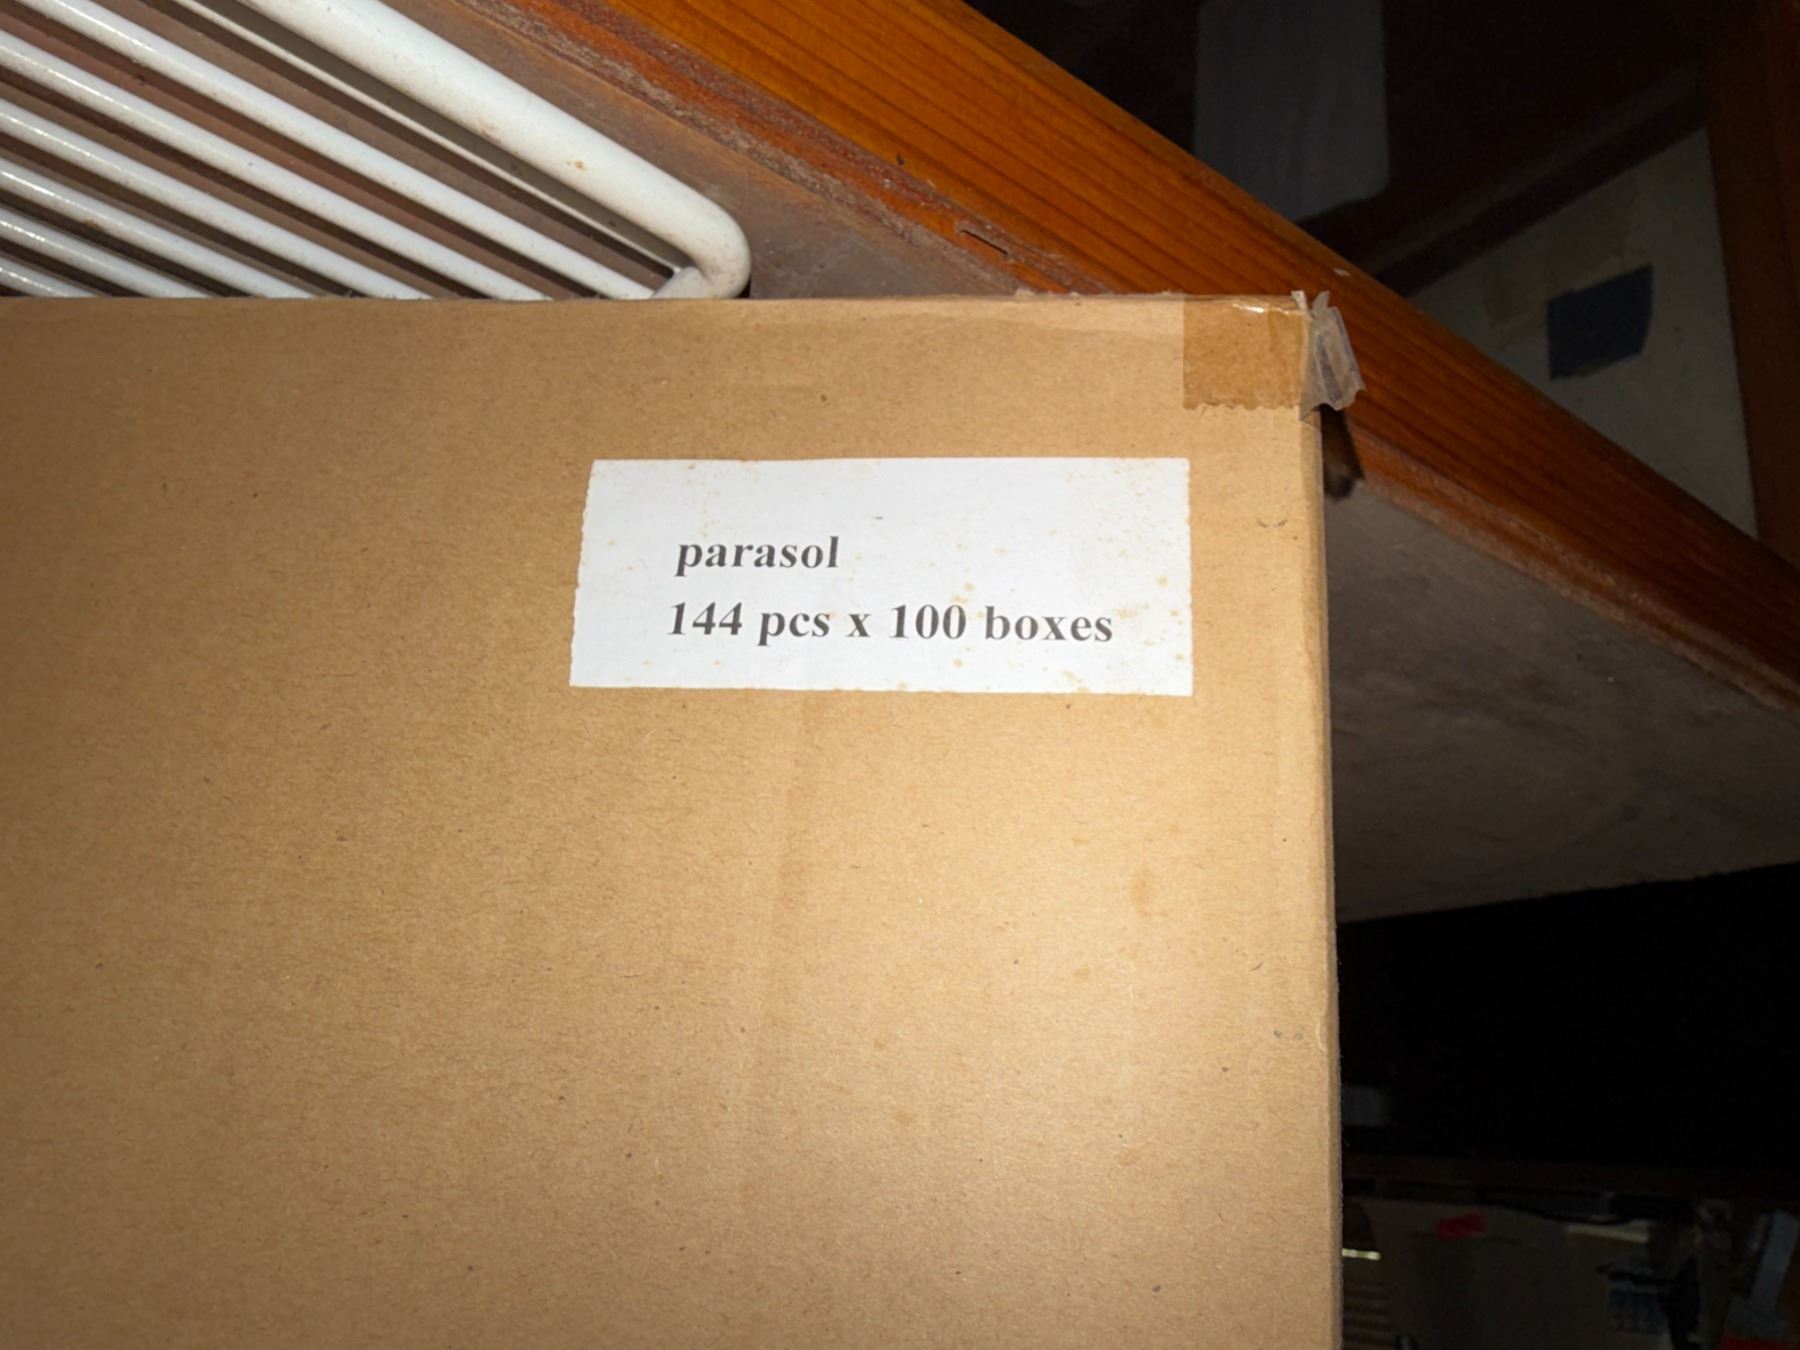 parasol
144 pcs x 100 boxes